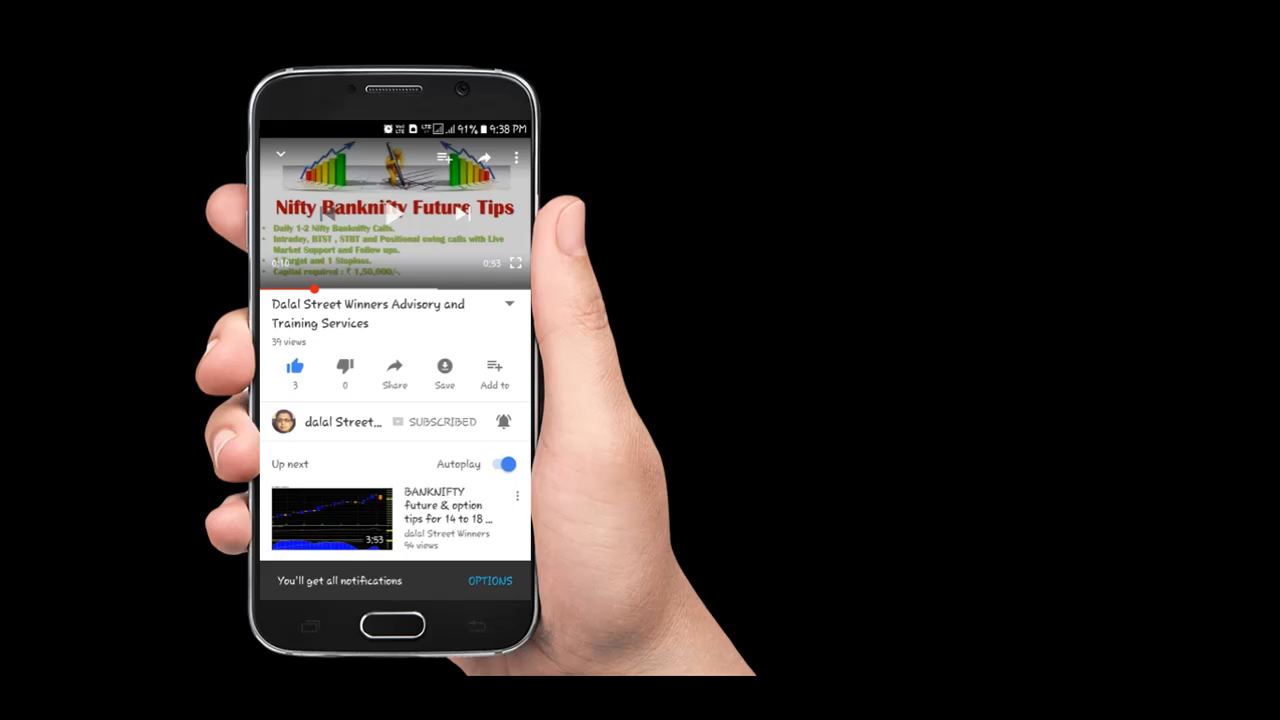 VoLTE LTE 91% 9:38 PM
Nifty Banknifty Future Tips
• Daily 1-2 Nifty Banknifty Calls.
• Intraday, BTST , STBT and Positional swing calls with Live
Market Support and Follow ups.
• 1 Target and 1 Stoploss.
• Capital required : ₹ 1,50,000/-.
0:53
Dalal Street Winners Advisory and
Training Services
39 views
3 0 Share Save Add to
dalal Street... SUBSCRIBED
Up next Autoplay
BANKNIFTY
future & option
tips for 14 to 18 ...
dalal Street Winners
94 views
3:53
You'll get all notifications OPTIONS